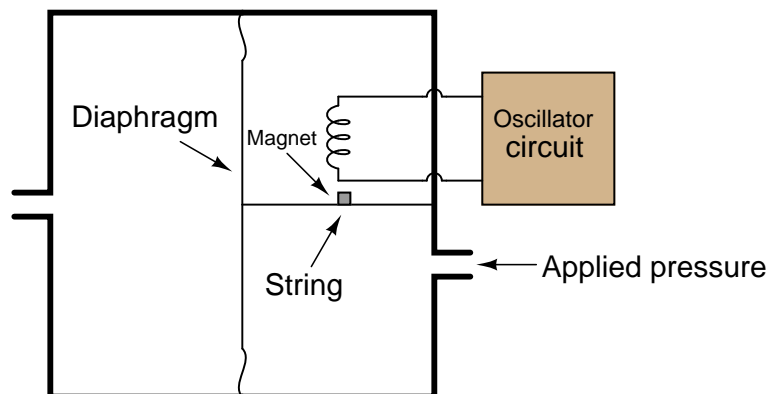 Diaphragm
Magnet
Oscillator
circuit
String
Applied pressure